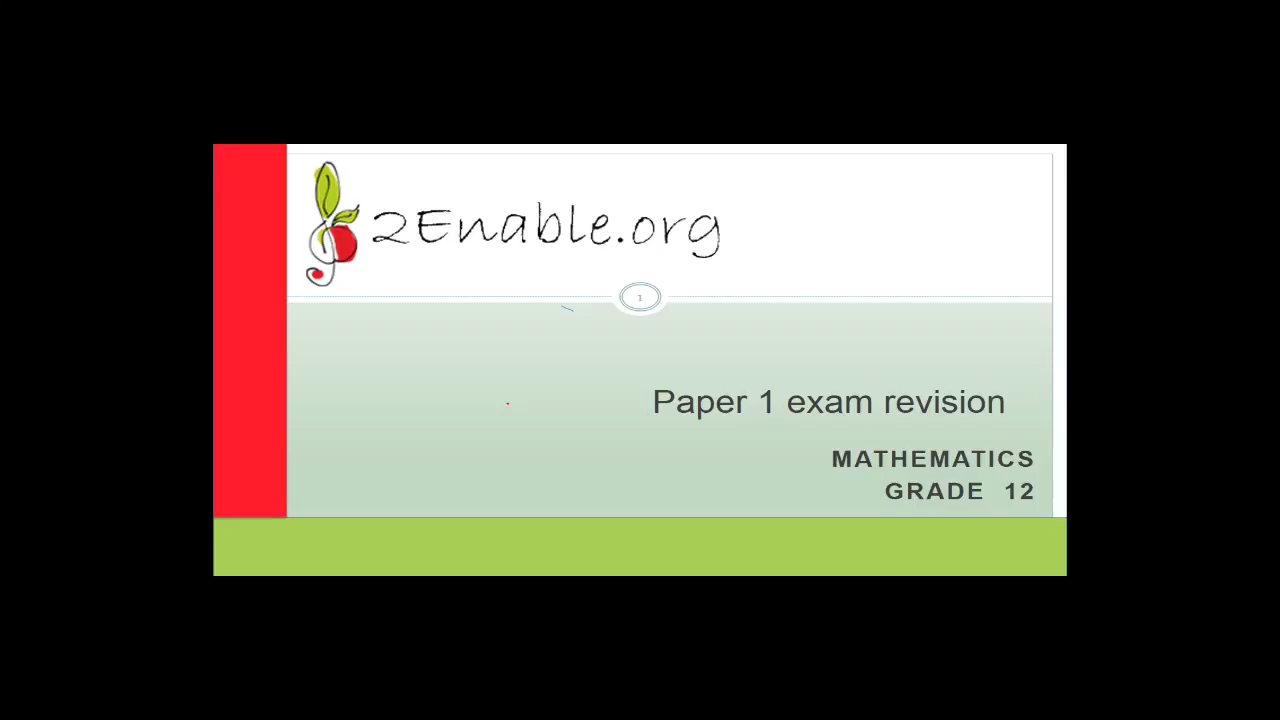 2Enable.org
1
Paper 1 exam revision
MATHEMATICS
GRADE 12